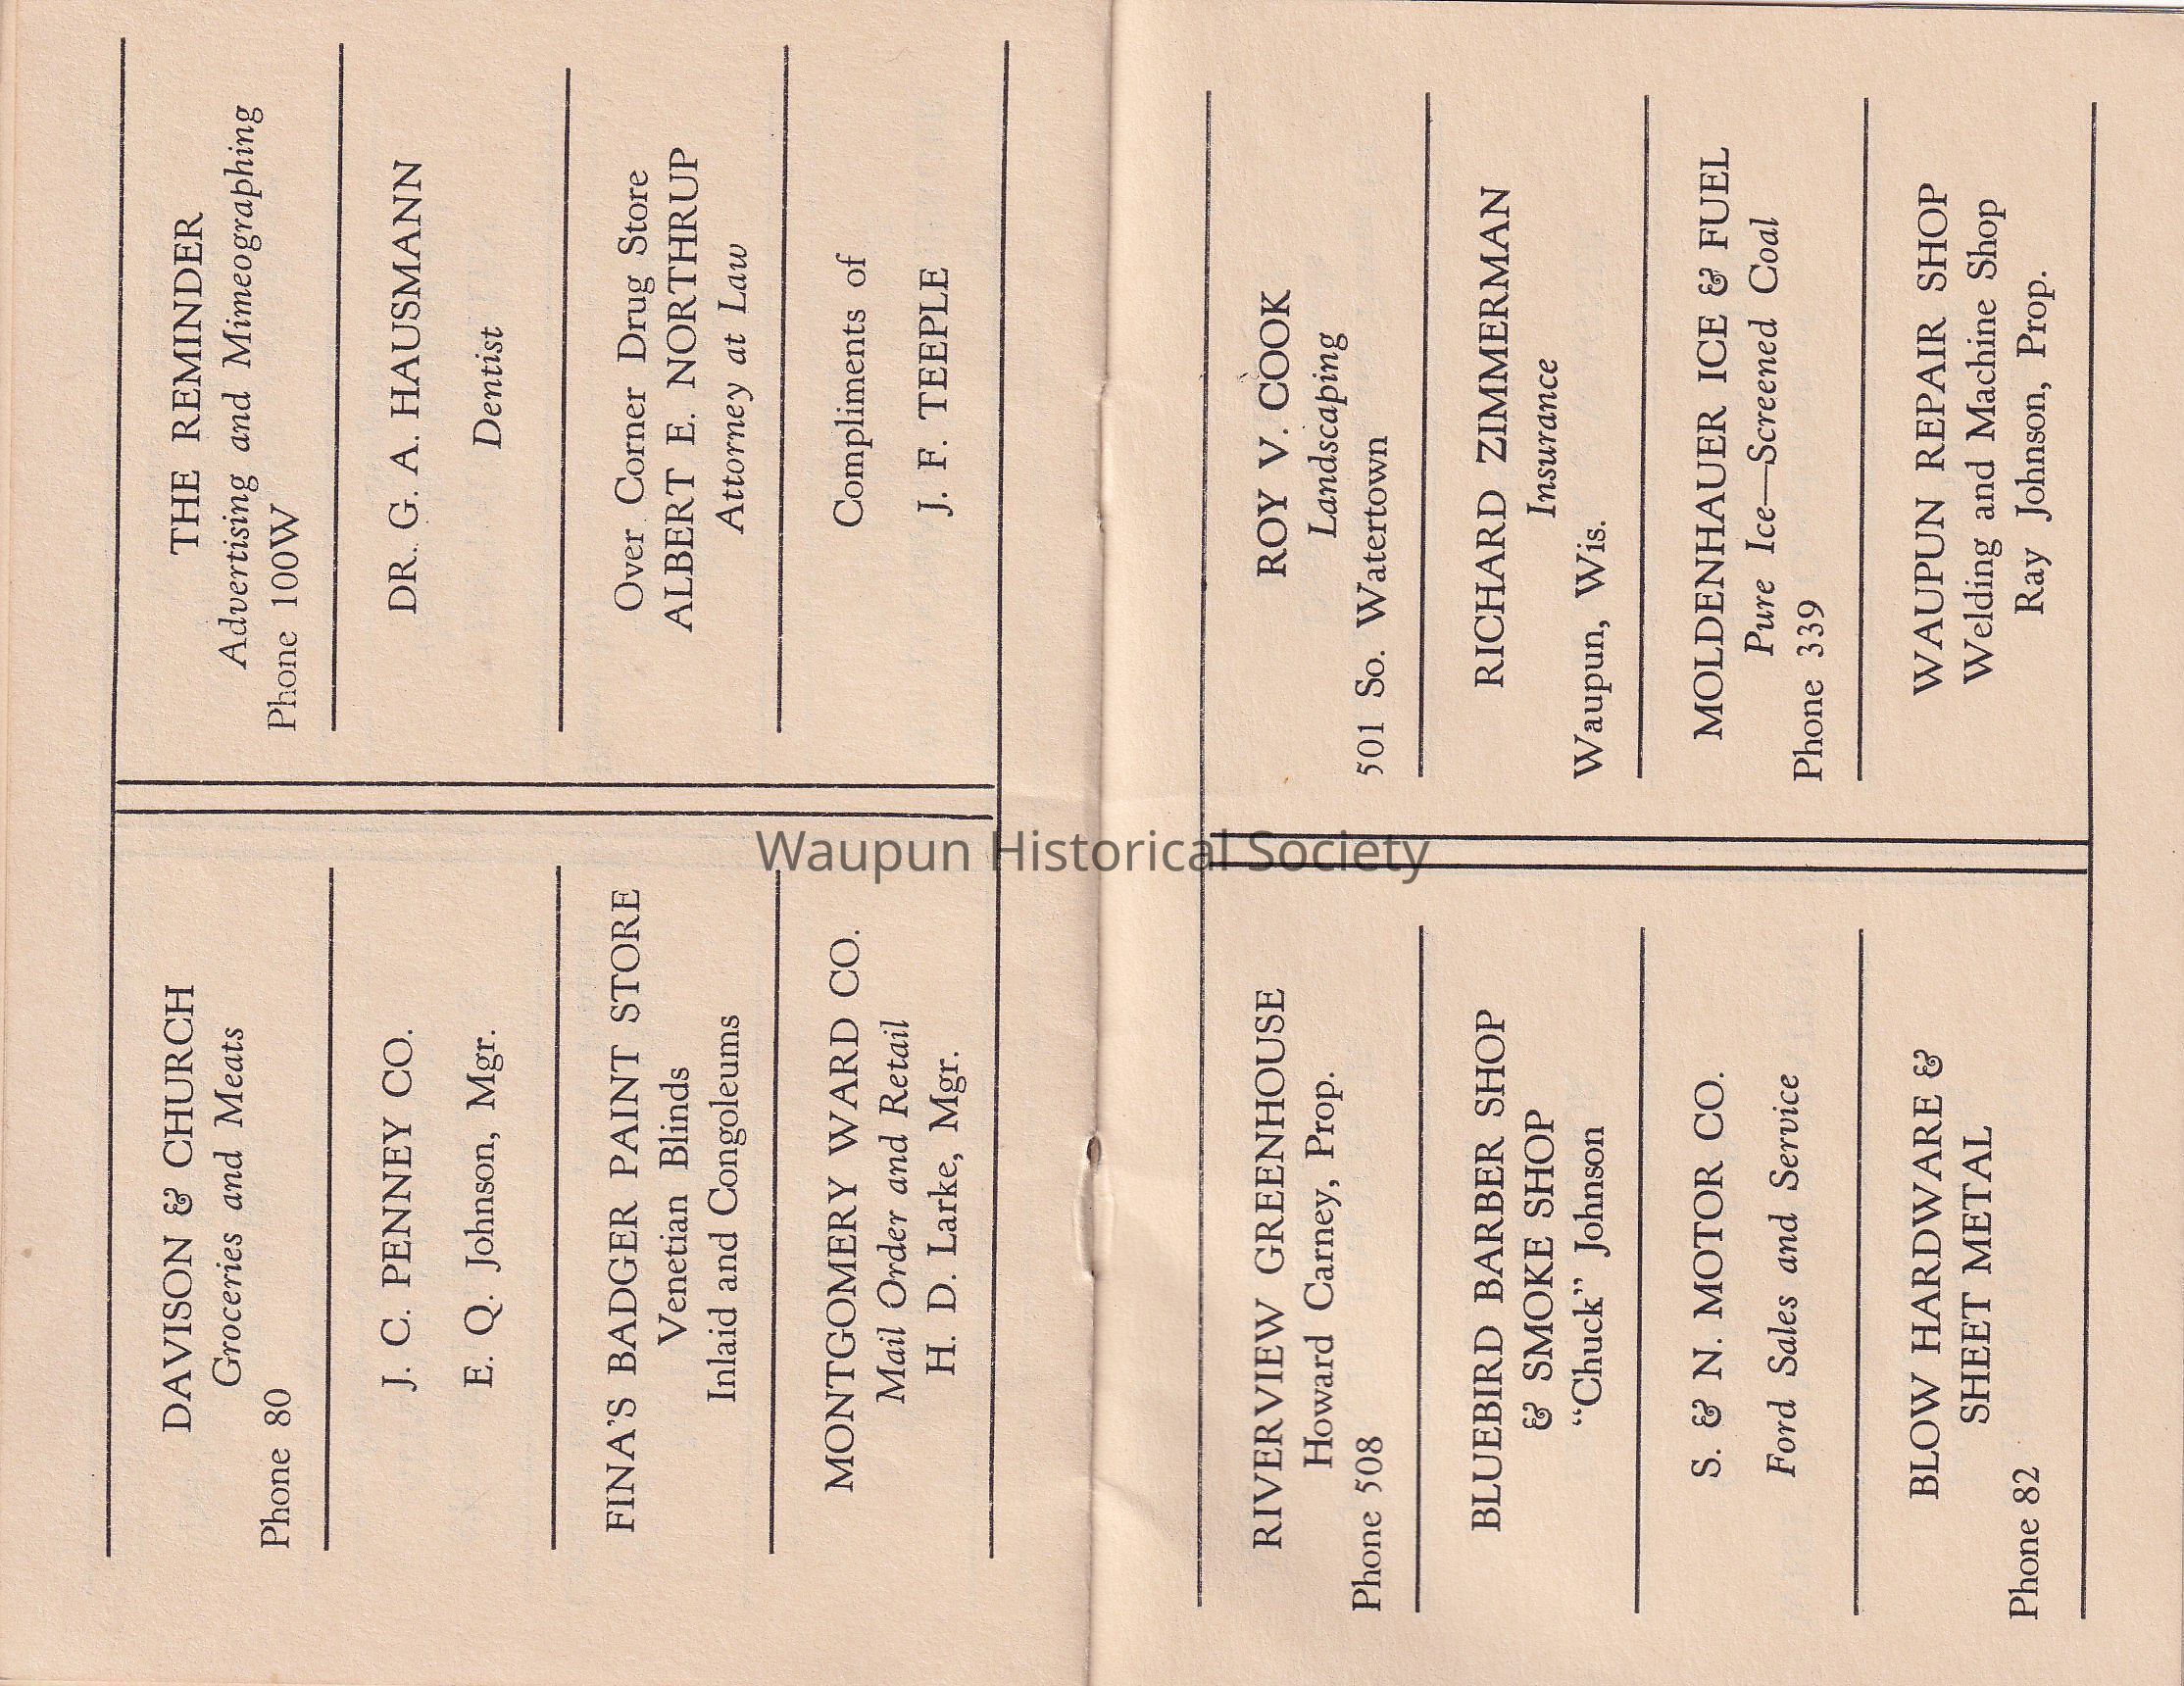 DAVISON & CHURCH
Groceries and Meats
Phone 80
J. C. PENNEY CO.
E. Q. Johnson, Mgr.
FINA'S BADGER PAINT STORE
Venetian Blinds
Inlaid and Congoleums
MONTGOMERY WARD CO.
Mail Order and Retail
H. D. Larke, Mgr.
THE REMINDER
Advertising and Mimeographing
Phone 100W
DR. G. A. HAUSMANN
Dentist
Over Corner Drug Store
ALBERT E. NORTHRUP
Attorney at Law
Compliments of
J. F. TEEPLE
RIVERVIEW GREENHOUSE
Howard Carney, Prop.
Phone 508
BLUEBIRD BARBER SHOP
& SMOKE SHOP
"Chuck" Johnson
S. & N. MOTOR CO.
Ford Sales and Service
BLOW HARDWARE &
SHEET METAL
Phone 82
ROY V. COOK
Landscaping
501 So. Watertown
RICHARD ZIMMERMAN
Insurance
Waupun, Wis.
MOLDENHAUER ICE & FUEL
Pure Ice—Screened Coal
Phone 339
WAUPUN REPAIR SHOP
Welding and Machine Shop
Ray Johnson, Prop.
Waupun Historical Society